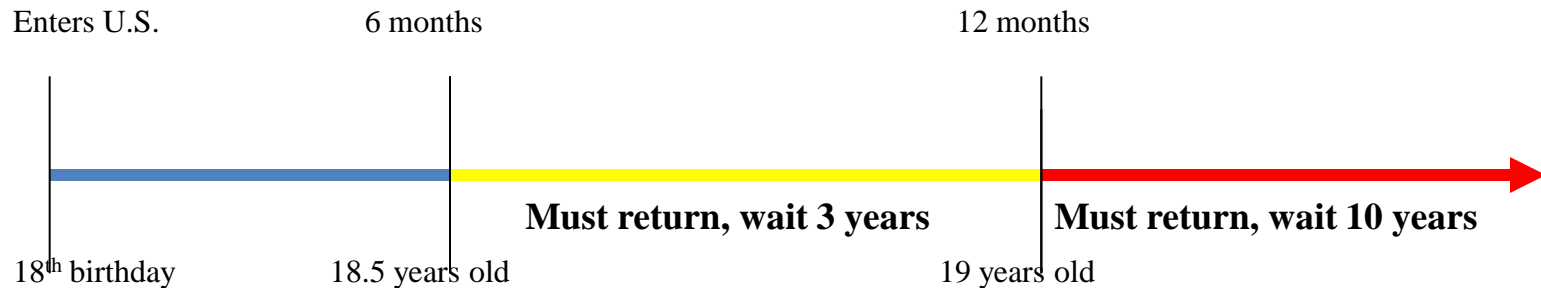 Enters U.S. 6 months 12 months
Must return, wait 3 years Must return, wait 10 years
18th birthday 18.5 years old 19 years old